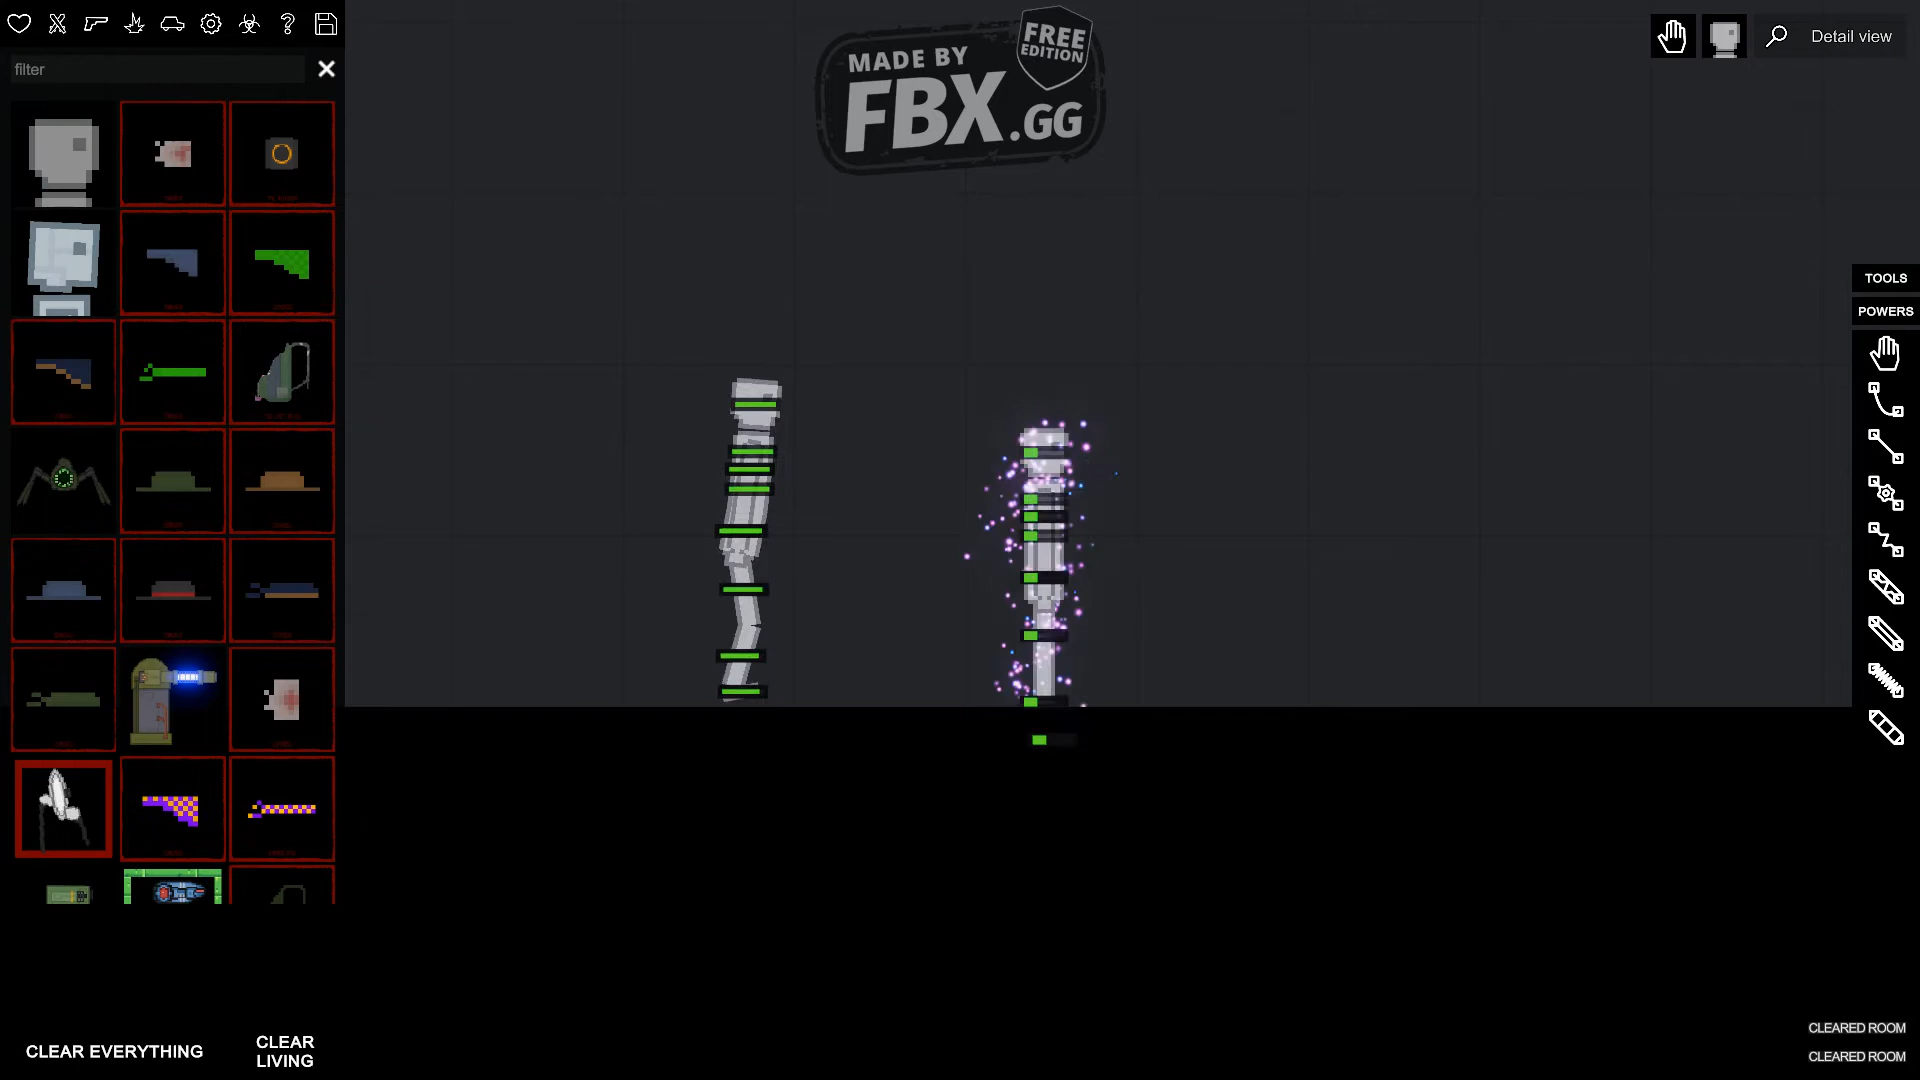 filter
MADE BY
FBX.GG
FREE
EDITION
Detail view
TOOLS
POWERS
CLEAR EVERYTHING
CLEAR
LIVING
CLEARED ROOM
CLEARED ROOM